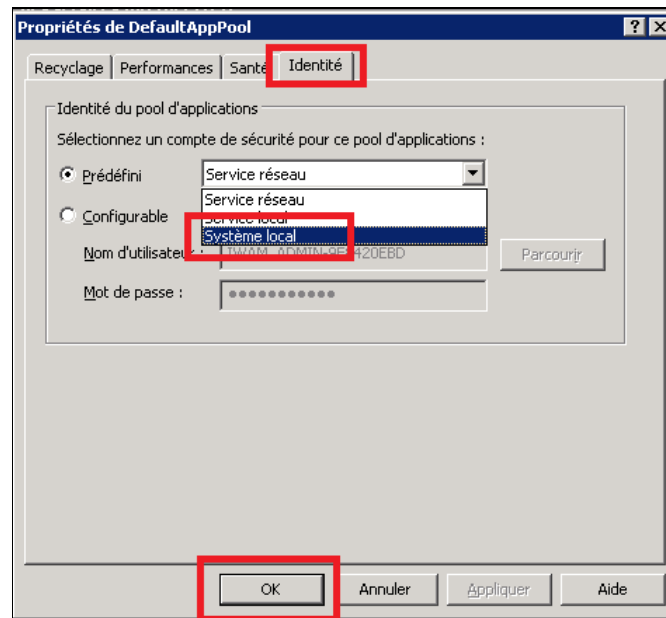 Propriétés de DefaultAppPool
Recyclage Performances Santé Identité
Identité du pool d'applications
Sélectionnez un compte de sécurité pour ce pool d'applications :
Prédéfini Service réseau
Service réseau
Configurable Service local
Système local
Nom d'utilisateur : Parcourir
Mot de passe :
OK Annuler Appliquer Aide